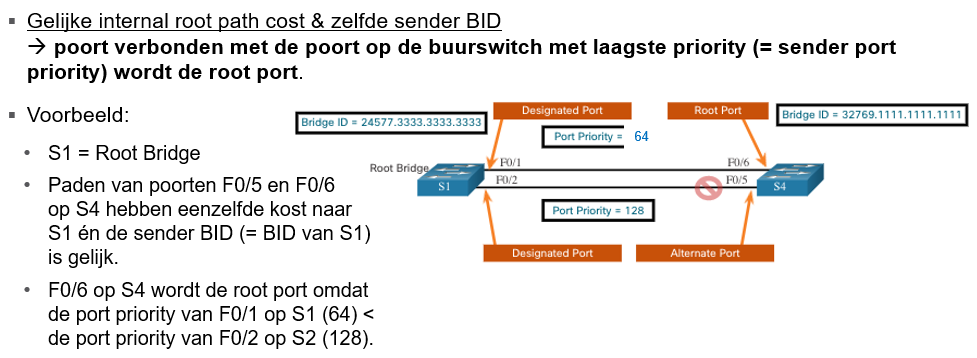 ▪ Gelijke internal root path cost & zelfde sender BID
→ poort verbonden met de poort op de buurswitch met laagste priority (= sender port
priority) wordt de root port.
▪ Voorbeeld:
• S1 = Root Bridge
• Paden van poorten F0/5 en F0/6
op S4 hebben eenzelfde kost naar
S1 én de sender BID (= BID van S1)
is gelijk.
• F0/6 op S4 wordt de root port omdat
de port priority van F0/1 op S1 (64) <
de port priority van F0/2 op S2 (128).
Designated Port
Root Port
Bridge ID = 24577.3333.3333.3333
Bridge ID = 32769.1111.1111.1111
Port Priority = 64
Root Bridge
F0/1
F0/6
S1
F0/2
F0/5
S4
Port Priority = 128
Designated Port
Alternate Port